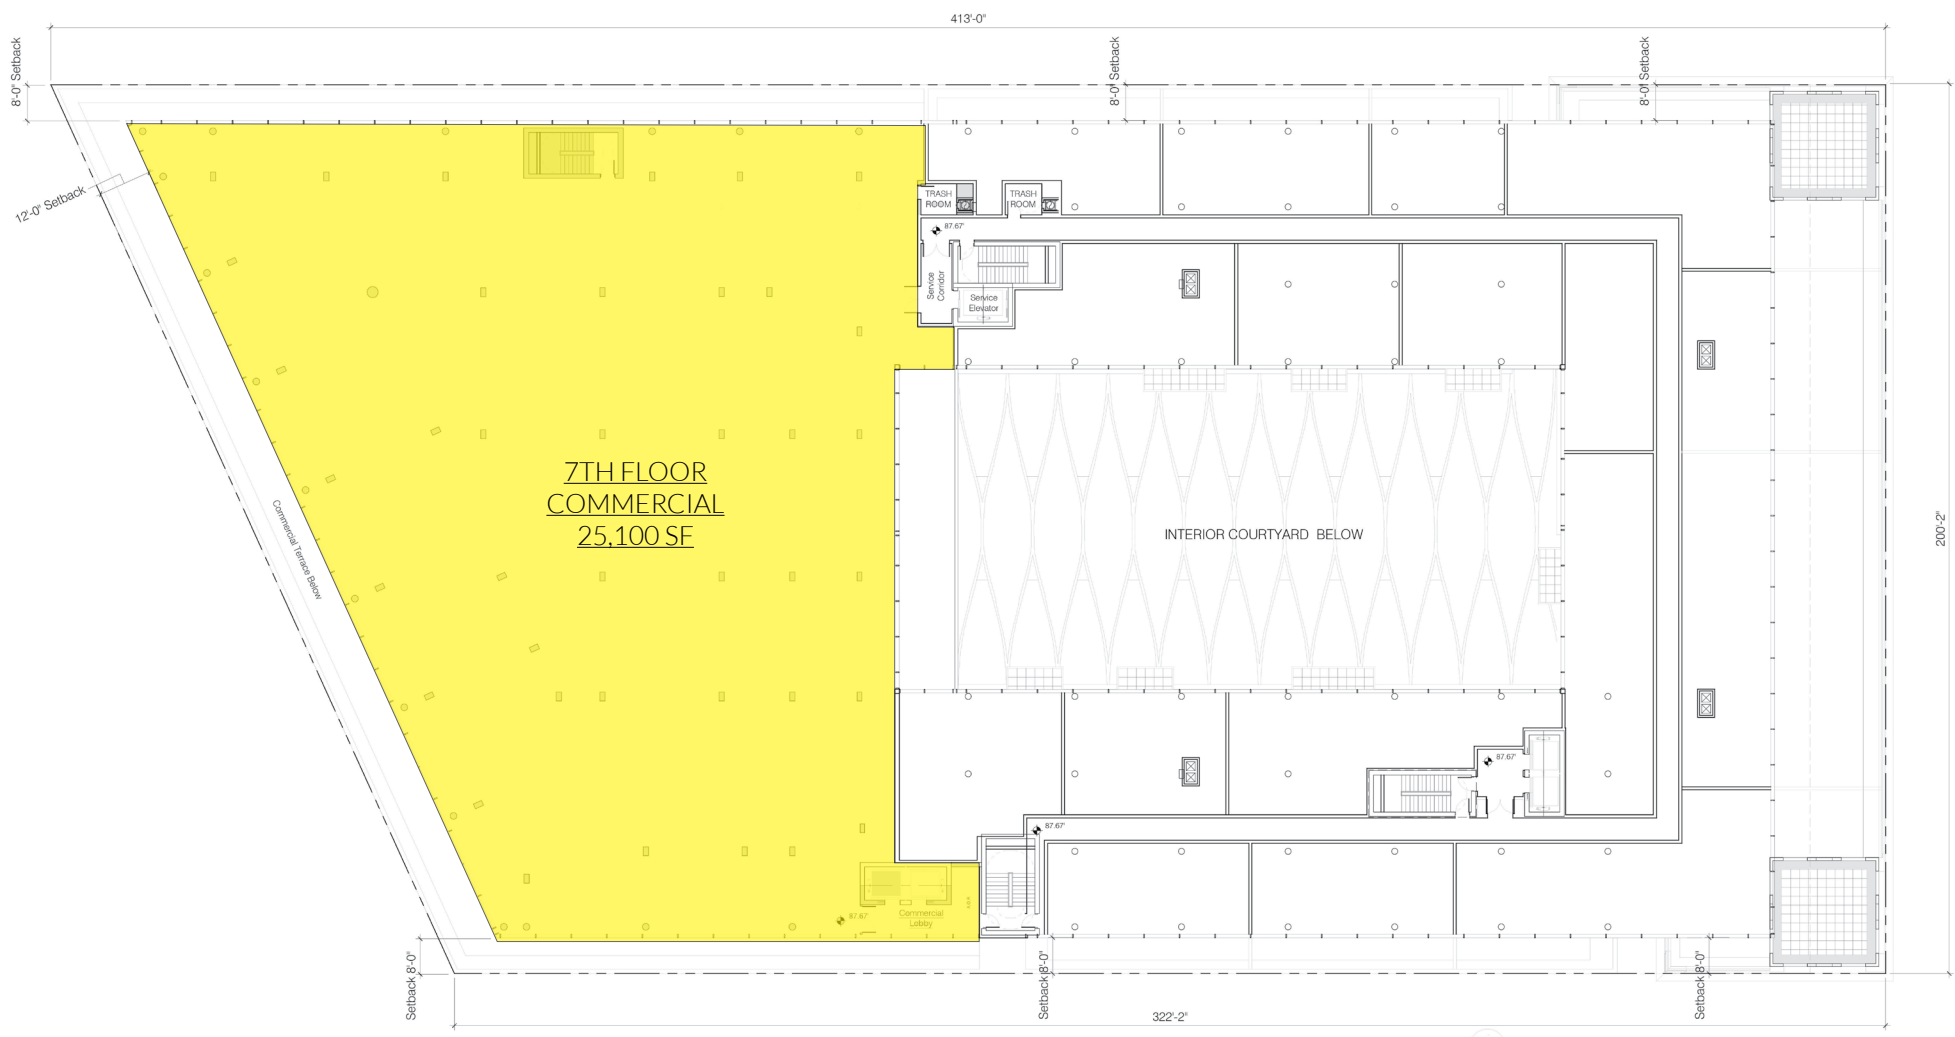 413'-0"
8'-0" Setback
8'-0" Setback
8'-0" Setback
12'-0" Setback
TRASH
ROOM
TRASH
ROOM
87.67'
Service
Corridor
Service
Elevator
7TH FLOOR
COMMERCIAL
25,100 SF
INTERIOR COURTYARD BELOW
200'-2"
Commercial Terrace Below
87.67'
87.67'
87.67'
Commercial
Lobby
Setback 8'-0"
Setback 8'-0"
Setback 8'-0"
322'-2"